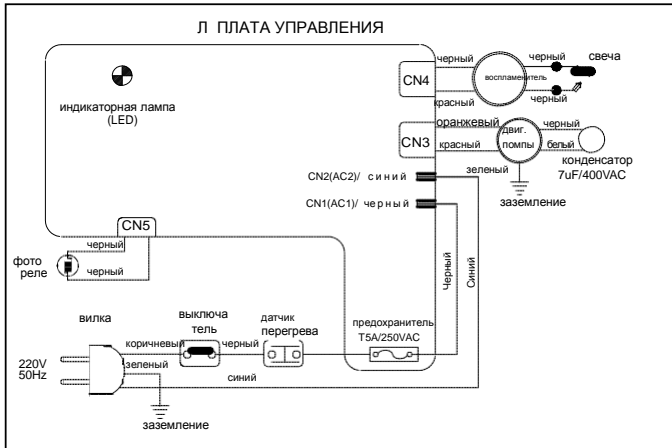 Л ПЛАТА УПРАВЛЕНИЯ
индикаторная лампа
(LED)
CN4
черный
красный
воспламенитель
черный
черный
свеча
CN3
оранжевый
красный
двиг.
помпы
черный
белый
конденсатор
7uF/400VAC
зеленый
заземление
CN2(AC2)/ синий
CN1(AC1)/ черный
CN5
черный
черный
фото
реле
Черный
Синий
вилка
220V
50Hz
коричневый
зеленый
выключа
тель
черный
датчик
перегрева
предохранитель
T5A/250VAC
синий
заземление